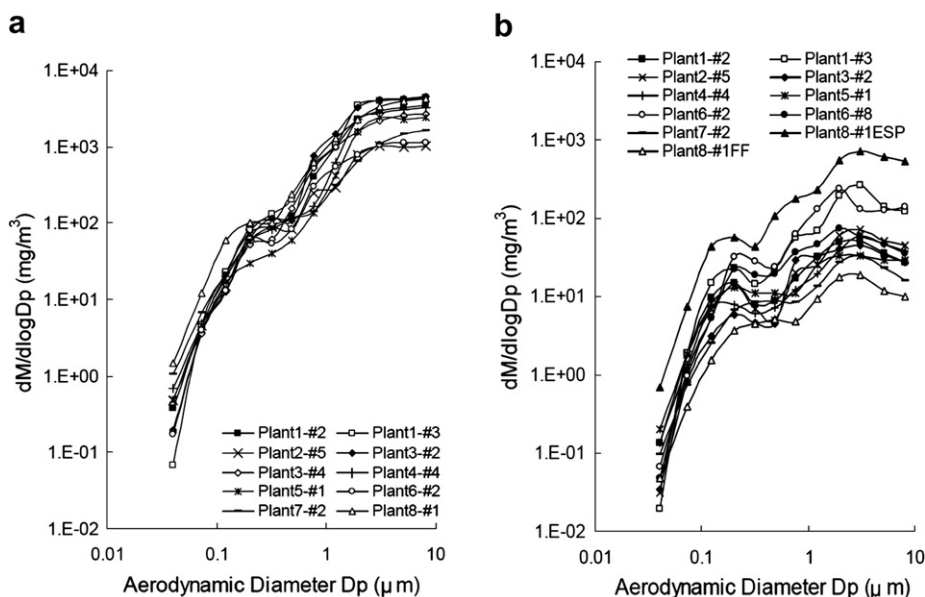 a
1.E+04
1.E+03
1.E+02
1.E+01
1.E+00
1.E-01
1.E-02
dM/dlogDp (mg/m³)
Plant1-#2 Plant1-#3
Plant2-#5 Plant3-#2
Plant3-#4 Plant4-#4
Plant5-#1 Plant6-#2
Plant7-#2 Plant8-#1
0.01 0.1 1 10
Aerodynamic Diameter Dp (μ m)
b
1.E+04
1.E+03
1.E+02
1.E+01
1.E+00
1.E-01
1.E-02
dM/dlogDp (mg/m³)
Plant1-#2 Plant1-#3
Plant2-#5 Plant3-#2
Plant4-#4 Plant5-#1
Plant6-#2 Plant6-#8
Plant7-#2 Plant8-#1ESP
Plant8-#1FF
0.01 0.1 1 10
Aerodynamic Diameter Dp (μ m)